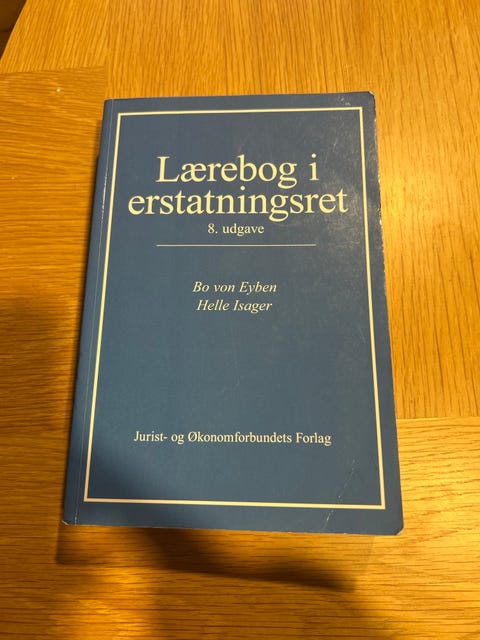 Lærebog i
erstatningsret
8. udgave
Bo von Eyben
Helle Isager
Jurist- og Økonomforbundets Forlag